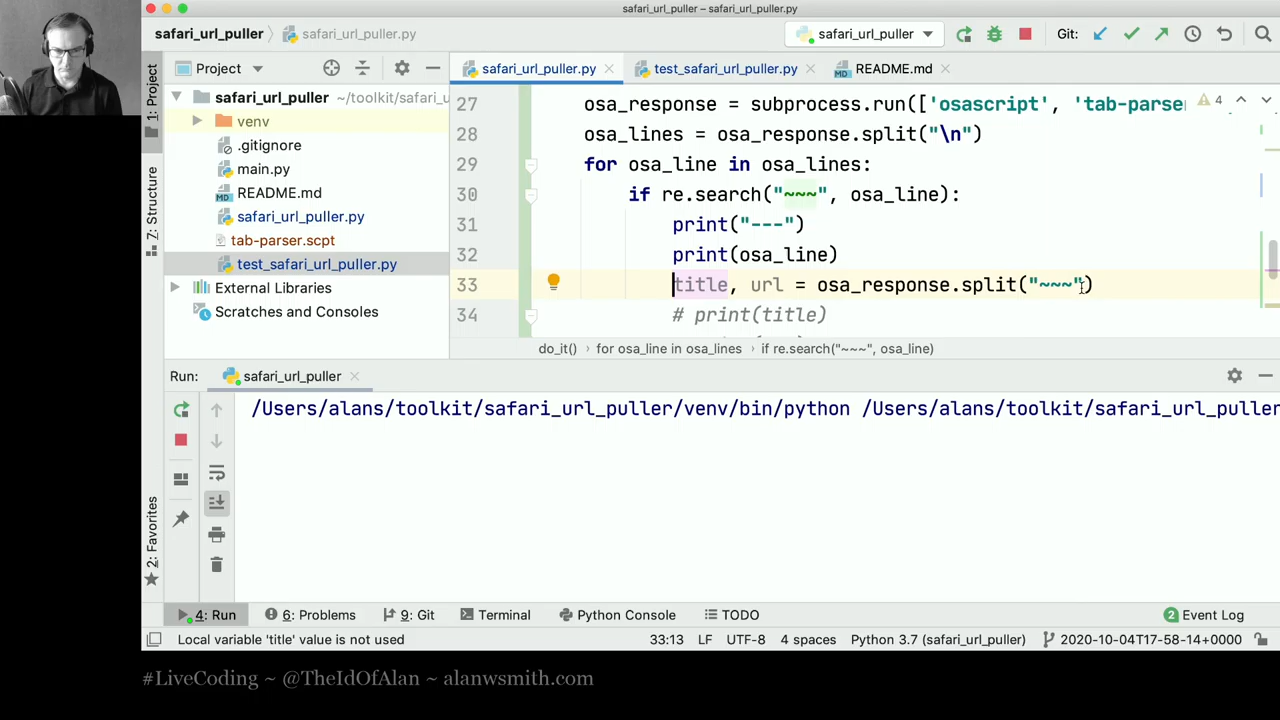 safari_url_puller – safari_url_puller.py
safari_url_puller
safari_url_puller.py
safari_url_puller
Git:
Project
safari_url_puller.py
test_safari_url_puller.py
README.md
1: Project
Z: Structure
2: Favorites
safari_url_puller ~/toolkit/safari_u
venv
.gitignore
main.py
README.md
safari_url_puller.py
tab-parser.scpt
test_safari_url_puller.py
External Libraries
Scratches and Consoles
27 osa_response = subprocess.run(['osascript', 'tab-parse
4
28 osa_lines = osa_response.split("\n")
29 for osa_line in osa_lines:
30 if re.search("~~~", osa_line):
31 print("---")
32 print(osa_line)
33 title, url = osa_response.split("~~~")
34 # print(title)
do_it() for osa_line in osa_lines if re.search("~~~", osa_line)
Run: safari_url_puller
/Users/alans/toolkit/safari_url_puller/venv/bin/python /Users/alans/toolkit/safari_url_puller
4: Run 6: Problems 9: Git Terminal Python Console TODO 2 Event Log
Local variable 'title' value is not used 33:13 LF UTF-8 4 spaces Python 3.7 (safari_url_puller) 2020-10-04T17-58-14+0000
#LiveCoding ~ @TheIdOfAlan ~ alanwsmith.com